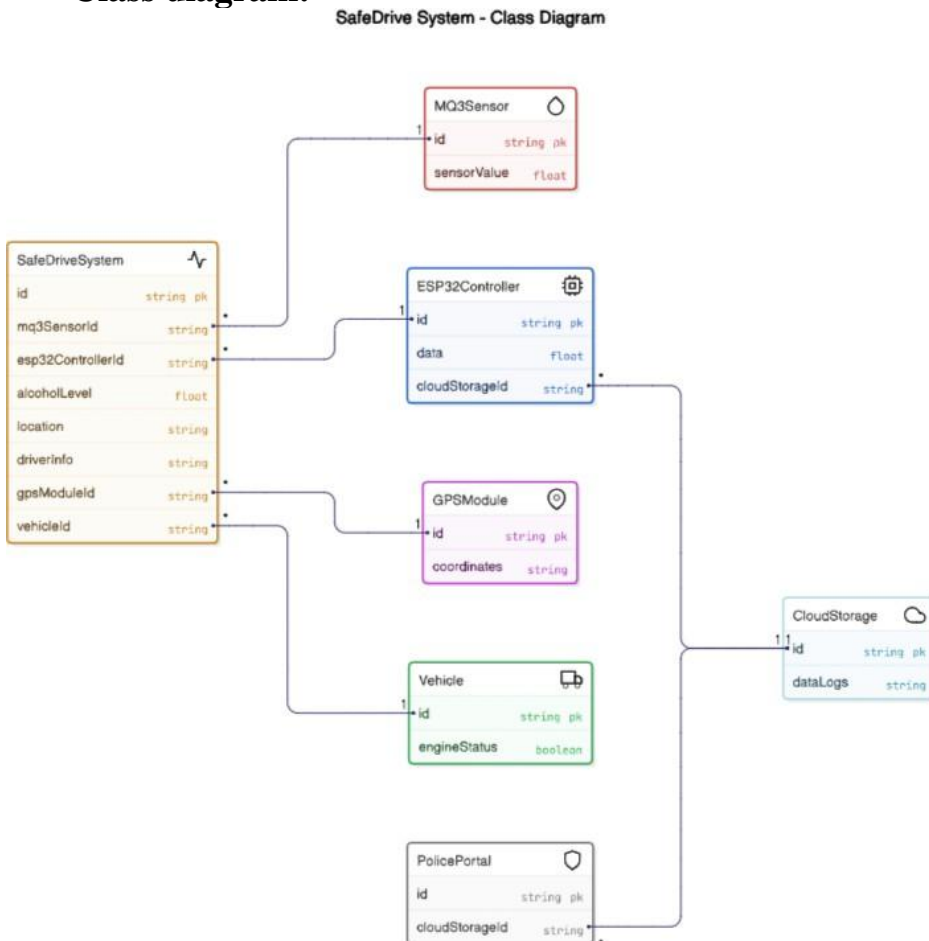 Class diagram:
SafeDrive System - Class Diagram
MQ3Sensor
1
id string pk
sensorValue float
SafeDriveSystem
id string pk
mq3SensorId string *
esp32ControllerId string *
alcoholLevel float
location string
driverInfo string
gpsModuleId string *
vehicleId string *
ESP32Controller
1
id string pk
data float
cloudStorageId string *
GPSModule
1
id string pk
coordinates string
CloudStorage
1 1
id string pk
dataLogs string
Vehicle
1
id string pk
engineStatus boolean
PolicePortal
id string pk
cloudStorageId string *